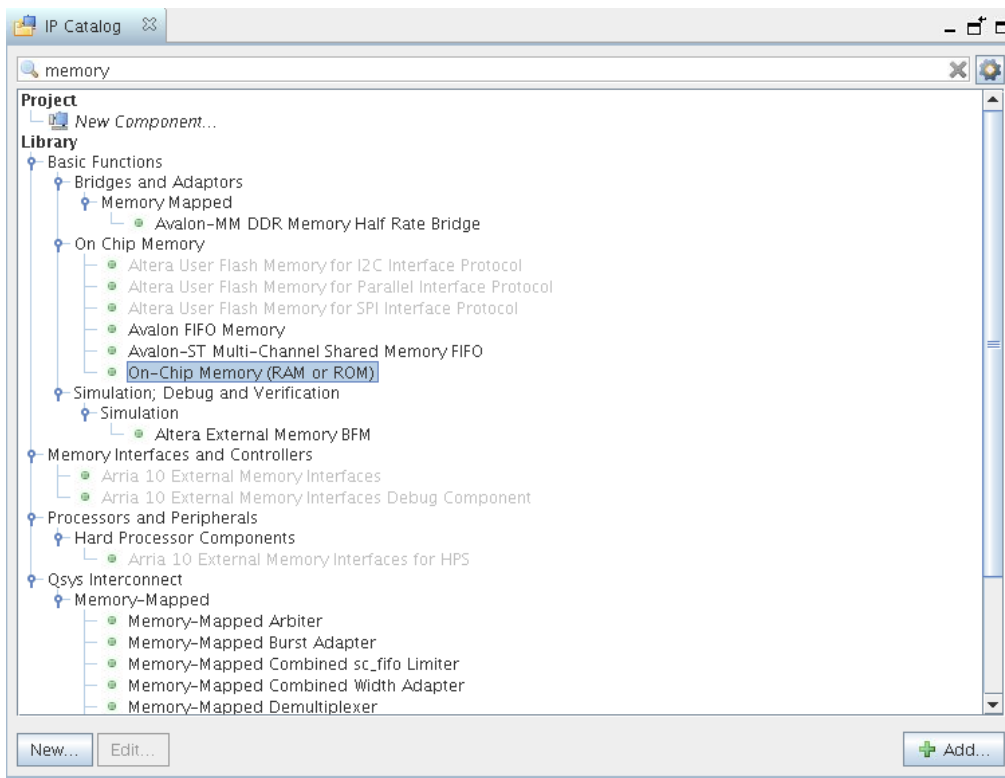 IP Catalog
memory
Project
New Component...
Library
Basic Functions
Bridges and Adaptors
Memory Mapped
Avalon-MM DDR Memory Half Rate Bridge
On Chip Memory
Altera User Flash Memory for I2C Interface Protocol
Altera User Flash Memory for Parallel Interface Protocol
Altera User Flash Memory for SPI Interface Protocol
Avalon FIFO Memory
Avalon-ST Multi-Channel Shared Memory FIFO
On-Chip Memory (RAM or ROM)
Simulation; Debug and Verification
Simulation
Altera External Memory BFM
Memory Interfaces and Controllers
Arria 10 External Memory Interfaces
Arria 10 External Memory Interfaces Debug Component
Processors and Peripherals
Hard Processor Components
Arria 10 External Memory Interfaces for HPS
Qsys Interconnect
Memory-Mapped
Memory-Mapped Arbiter
Memory-Mapped Burst Adapter
Memory-Mapped Combined sc_fifo Limiter
Memory-Mapped Combined Width Adapter
Memory-Mapped Demultiplexer
New... Edit... Add...